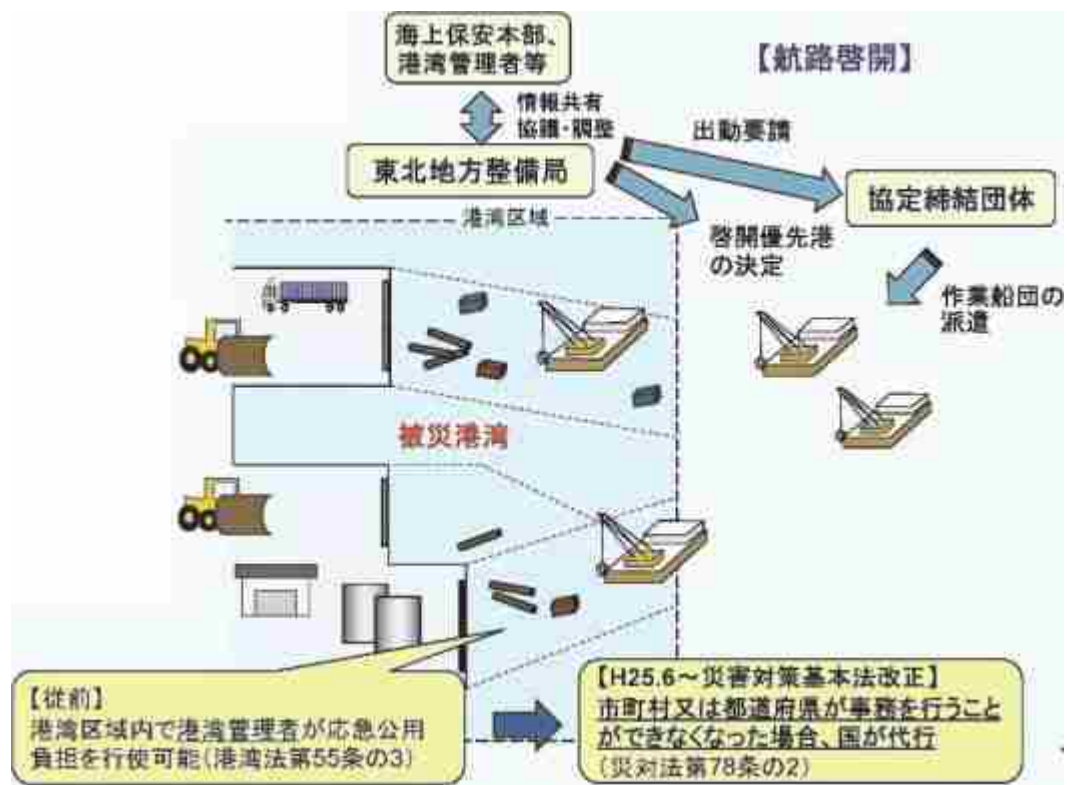 海上保安本部、
港湾管理者等
【航路啓開】
情報共有
協議・調整
出動要請
東北地方整備局
協定締結団体
港湾区域
啓開優先港
の決定
作業船団の
派遣
被災港湾
【従前】
港湾区域内で港湾管理者が応急公用
負担を行使可能(港湾法第55条の3)
【H25.6~災害対策基本法改正】
市町村又は都道府県が事務を行うこと
ができなくなった場合、国が代行
(災対法第78条の2)